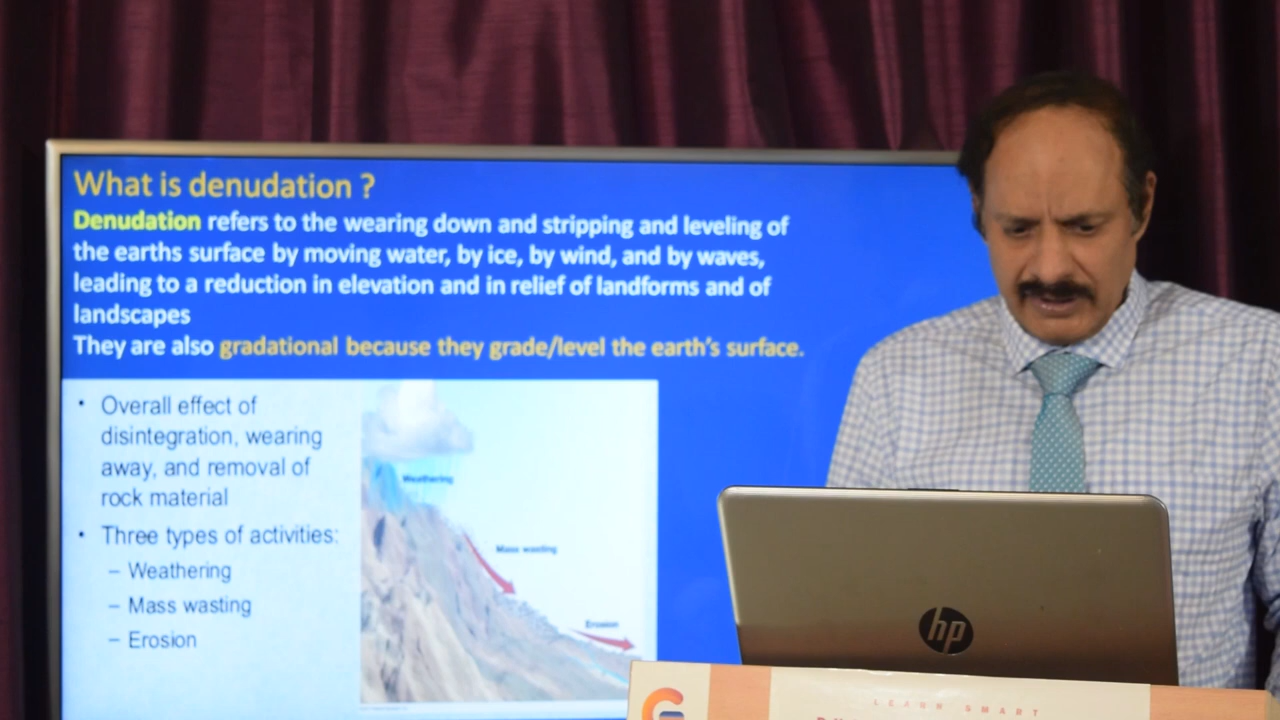 What is denudation ?
Denudation refers to the wearing down and stripping and leveling of
the earths surface by moving water, by ice, by wind, and by waves,
leading to a reduction in elevation and in relief of landforms and of
landscapes
They are also gradational because they grade/level the earth's surface.
• Overall effect of
disintegration, wearing
away, and removal of
rock material
• Three types of activities:
– Weathering
– Mass wasting
– Erosion
Weathering
Mass wasting
Erosion
hp
LEARN SMART